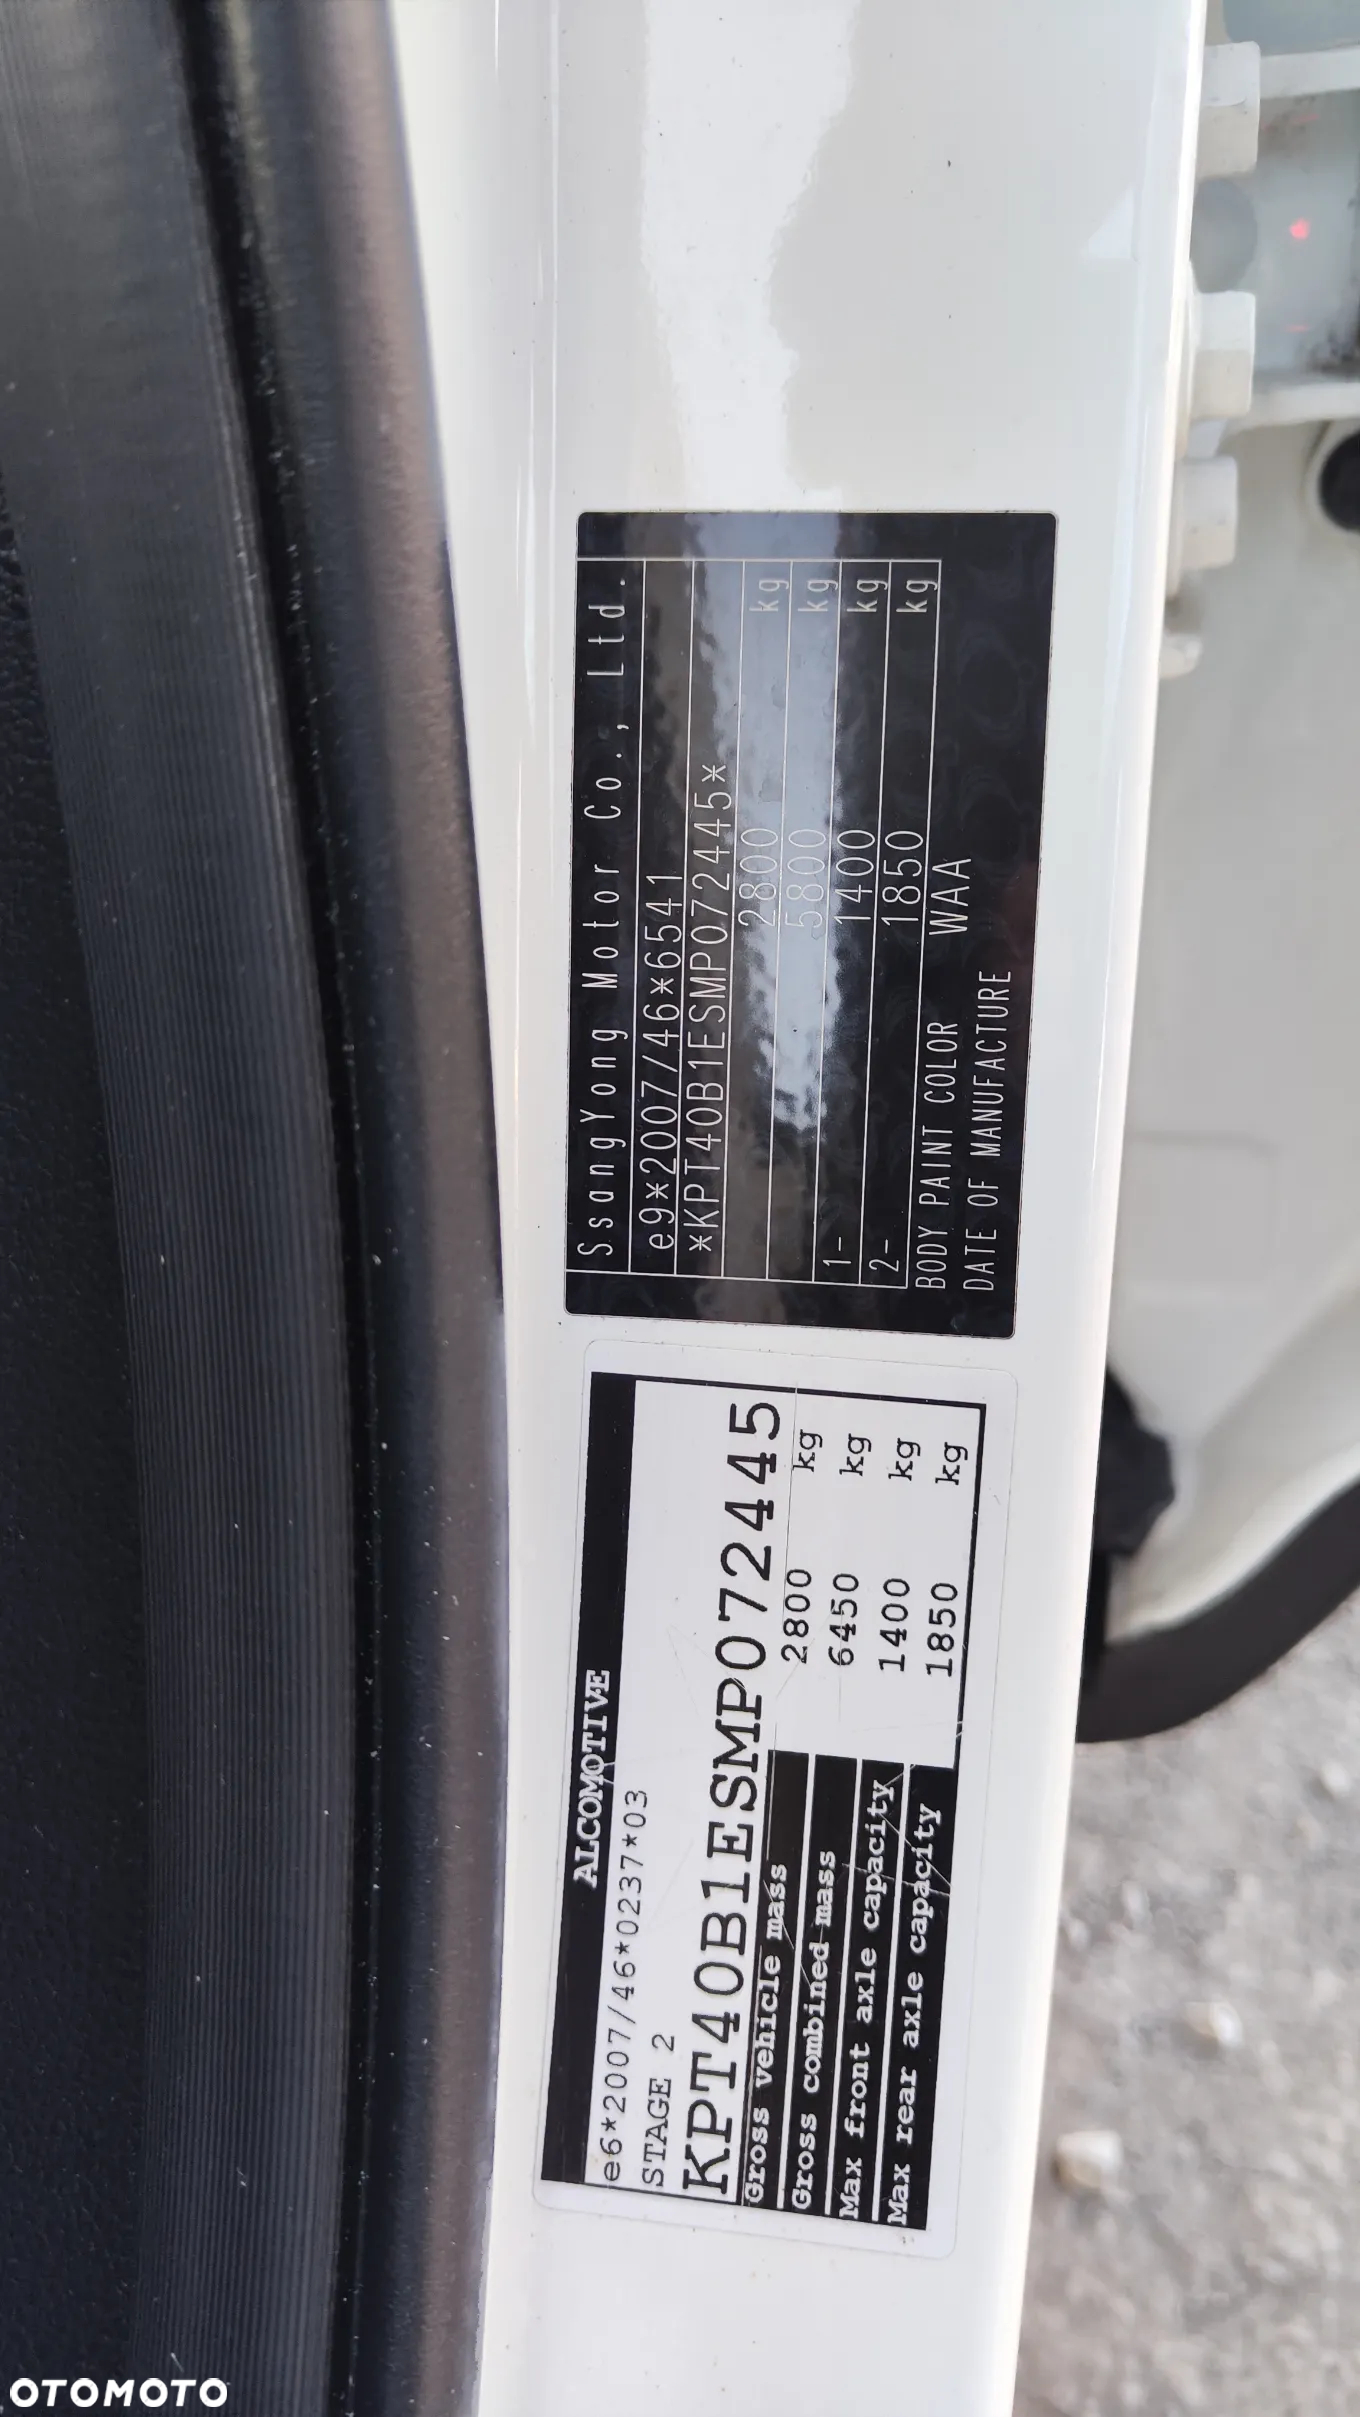 SsangYong Motor Co., Ltd.
e9*2007/46*6541
*KPT40B1ESMP072445*
2800 kg
5800 kg
1- 1400 kg
2- 1850 kg
BODY PAINT COLOR WAA
DATE OF MANUFACTURE
ALCOMOTIVE
e6*2007/46*0237*03
STAGE 2
KPT40B1ESMP072445
Gross vehicle mass 2800 kg
Gross combined mass 6450 kg
Max front axle capacity 1400 kg
Max rear axle capacity 1850 kg
OTOMOTO